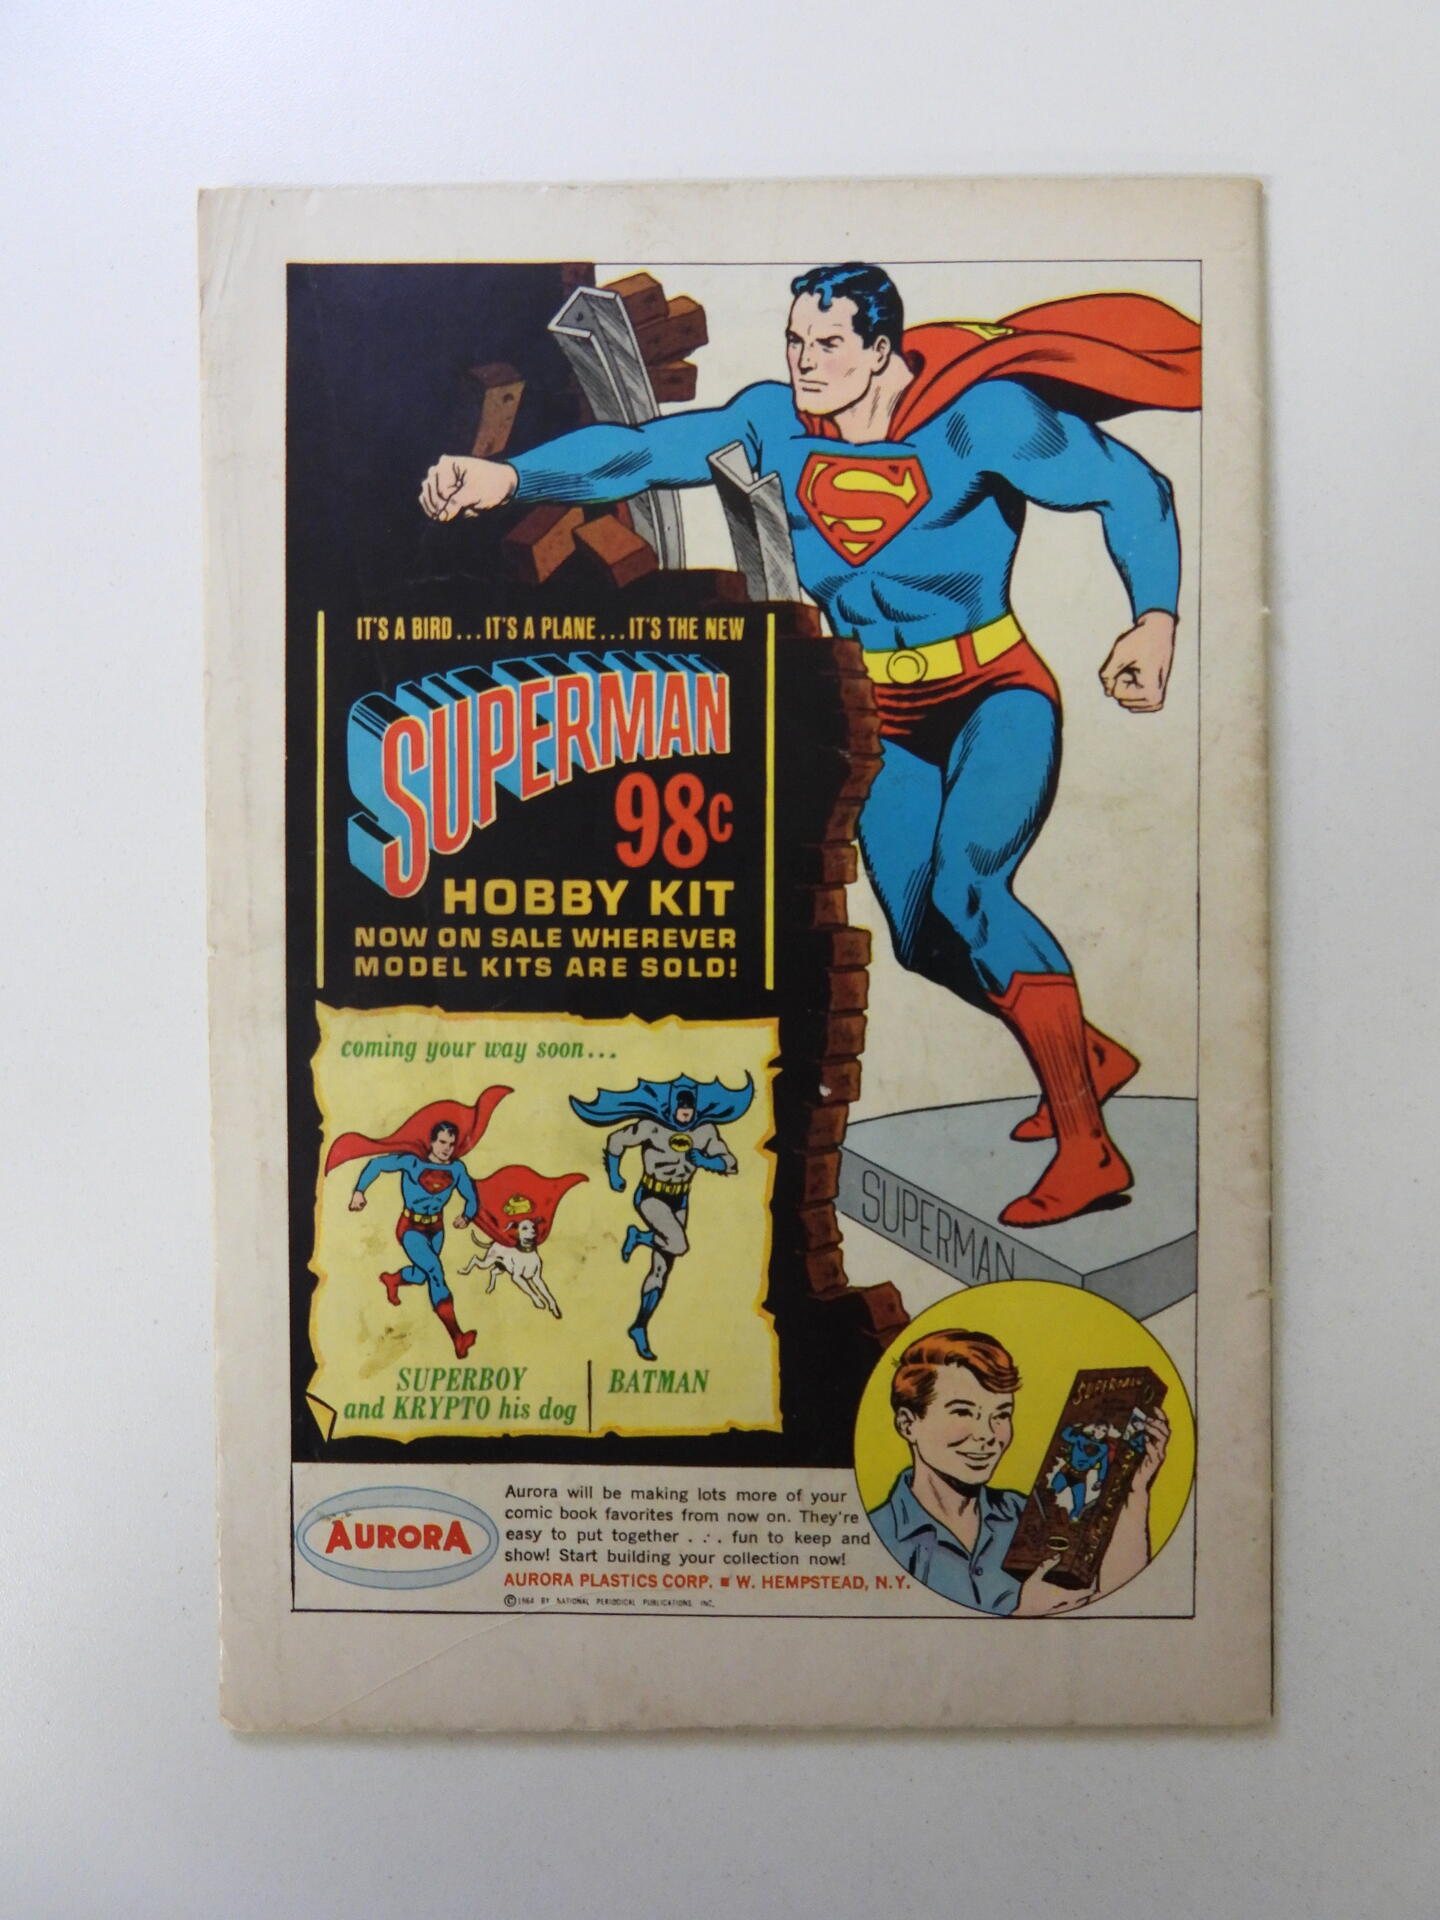 IT'S A BIRD...IT'S A PLANE...IT'S THE NEW
SUPERMAN
98c
HOBBY KIT
NOW ON SALE WHEREVER
MODEL KITS ARE SOLD!
coming your way soon...
SUPERBOY
and KRYPTO his dog
BATMAN
SUPERMAN
SUPERMAN
SUPERMAN
AURORA
Aurora will be making lots more of your
comic book favorites from now on. They're
easy to put together . . . fun to keep and
show! Start building your collection now!
AURORA PLASTICS CORP. ■ W. HEMPSTEAD, N.Y.
©1964 BY NATIONAL PERIODICAL PUBLICATIONS INC.